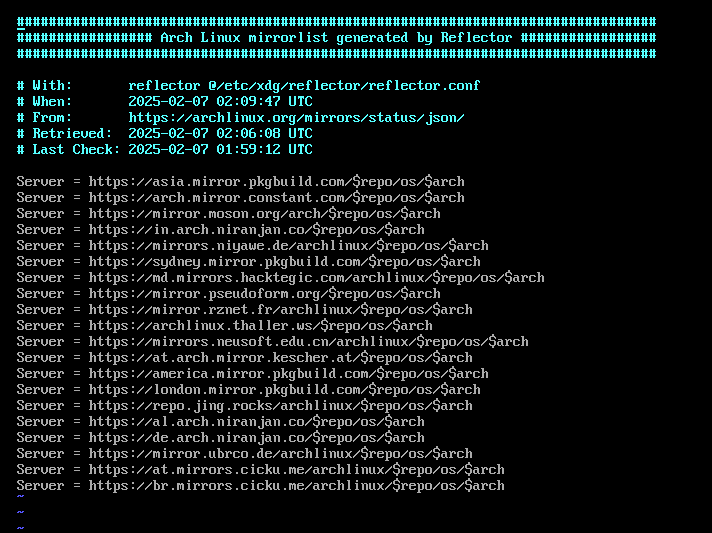 ################################################################################
################# Arch Linux mirrorlist generated by Reflector #################
################################################################################
# With:       reflector @/etc/xdg/reflector/reflector.conf
# When:       2025-02-07 02:09:47 UTC
# From:       https://archlinux.org/mirrors/status/json/
# Retrieved:  2025-02-07 02:06:08 UTC
# Last Check: 2025-02-07 01:59:12 UTC
Server = https://asia.mirror.pkgbuild.com/$repo/os/$arch
Server = https://arch.mirror.constant.com/$repo/os/$arch
Server = https://mirror.moson.org/arch/$repo/os/$arch
Server = https://in.arch.niranjan.co/$repo/os/$arch
Server = https://mirrors.niyawe.de/archlinux/$repo/os/$arch
Server = https://sydney.mirror.pkgbuild.com/$repo/os/$arch
Server = https://md.mirrors.hacktegic.com/archlinux/$repo/os/$arch
Server = https://mirror.pseudoform.org/$repo/os/$arch
Server = https://mirror.rznet.fr/archlinux/$repo/os/$arch
Server = https://archlinux.thaller.ws/$repo/os/$arch
Server = https://mirrors.neusoft.edu.cn/archlinux/$repo/os/$arch
Server = https://at.arch.mirror.kescher.at/$repo/os/$arch
Server = https://america.mirror.pkgbuild.com/$repo/os/$arch
Server = https://london.mirror.pkgbuild.com/$repo/os/$arch
Server = https://repo.jing.rocks/archlinux/$repo/os/$arch
Server = https://al.arch.niranjan.co/$repo/os/$arch
Server = https://de.arch.niranjan.co/$repo/os/$arch
Server = https://mirror.ubrco.de/archlinux/$repo/os/$arch
Server = https://at.mirrors.cicku.me/archlinux/$repo/os/$arch
Server = https://br.mirrors.cicku.me/archlinux/$repo/os/$arch
~
~
~